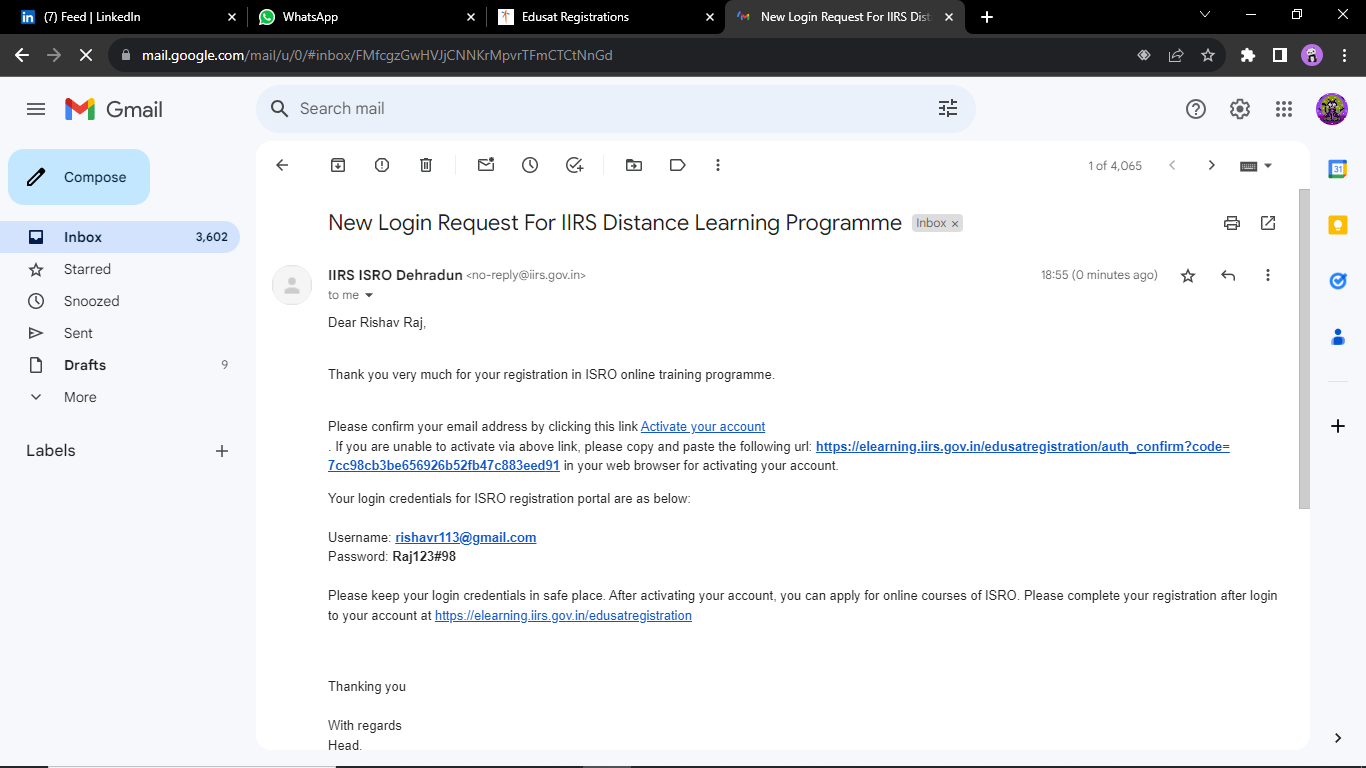 (7) Feed | LinkedIn
WhatsApp
Edusat Registrations
New Login Request For IIRS Dist
mail.google.com/mail/u/0/#inbox/FMfcgzGwHVJjCNNKrMpvrTFmCTCtNnGd
Gmail
Search mail
Compose
1 of 4,065
Inbox 3,602
Starred
Snoozed
Sent
Drafts 9
More
Labels
31
New Login Request For IIRS Distance Learning Programme Inbox x
IIRS ISRO Dehradun <no-reply@iirs.gov.in> 18:55 (0 minutes ago)
to me
Dear Rishav Raj,
Thank you very much for your registration in ISRO online training programme.
Please confirm your email address by clicking this link Activate your account
. If you are unable to activate via above link, please copy and paste the following url: https://elearning.iirs.gov.in/edusatregistration/auth_confirm?code=
7cc98cb3be656926b52fb47c883eed91 in your web browser for activating your account.
Your login credentials for ISRO registration portal are as below:
Username: rishavr113@gmail.com
Password: Raj123#98
Please keep your login credentials in safe place. After activating your account, you can apply for online courses of ISRO. Please complete your registration after login
to your account at https://elearning.iirs.gov.in/edusatregistration
Thanking you
With regards
Head,